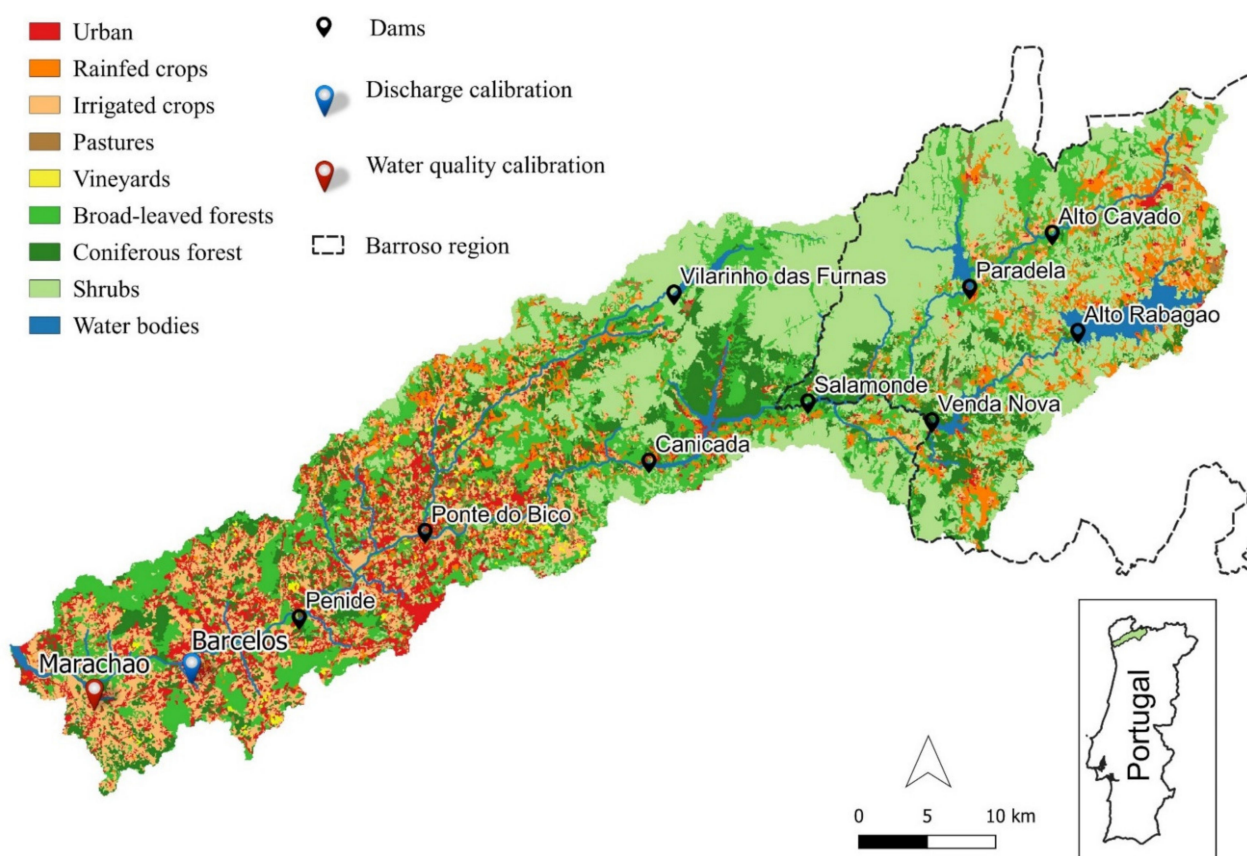 Urban
Rainfed crops
Irrigated crops
Pastures
Vineyards
Broad-leaved forests
Coniferous forest
Shrubs
Water bodies
Dams
Discharge calibration
Water quality calibration
Barroso region
Alto Cavado
Vilarinho das Furnas
Paradela
Alto Rabagao
Salamonde
Venda Nova
Canicada
Ponte do Bico
Penide
Barcelos
Marachao
Portugal
0 5 10 km